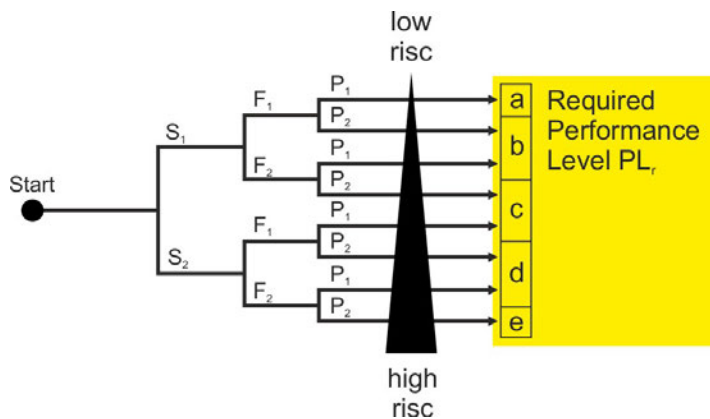 low
risc
P₁
a
Required
Performance
Level PLᵣ
F₁
P₂
S₁
b
P₁
F₂
P₂
Start
c
P₁
F₁
P₂
S₂
d
P₁
F₂
P₂
e
high
risc